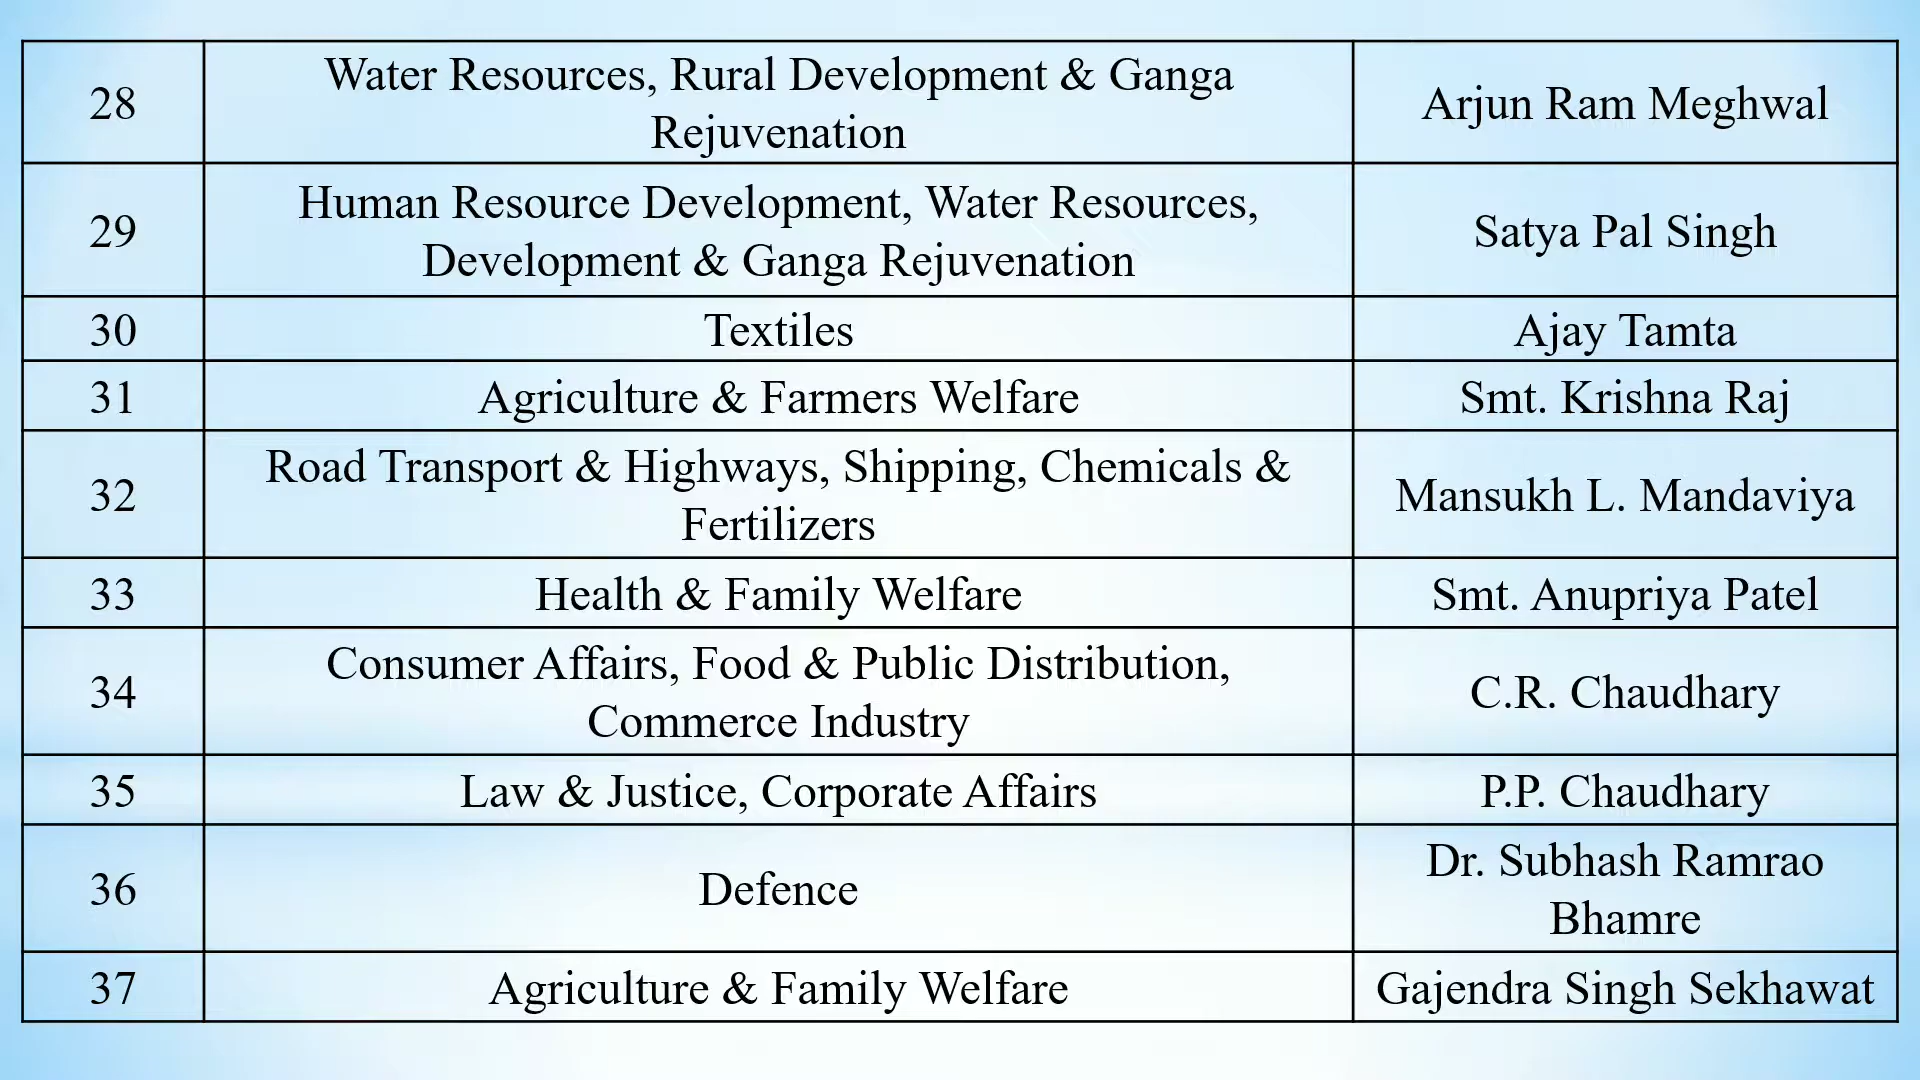 28
Water Resources, Rural Development & Ganga
Rejuvenation
Arjun Ram Meghwal
29
Human Resource Development, Water Resources,
Development & Ganga Rejuvenation
Satya Pal Singh
30
Textiles
Ajay Tamta
31
Agriculture & Farmers Welfare
Smt. Krishna Raj
32
Road Transport & Highways, Shipping, Chemicals &
Fertilizers
Mansukh L. Mandaviya
33
Health & Family Welfare
Smt. Anupriya Patel
34
Consumer Affairs, Food & Public Distribution,
Commerce Industry
C.R. Chaudhary
35
Law & Justice, Corporate Affairs
P.P. Chaudhary
36
Defence
Dr. Subhash Ramrao
Bhamre
37
Agriculture & Family Welfare
Gajendra Singh Sekhawat